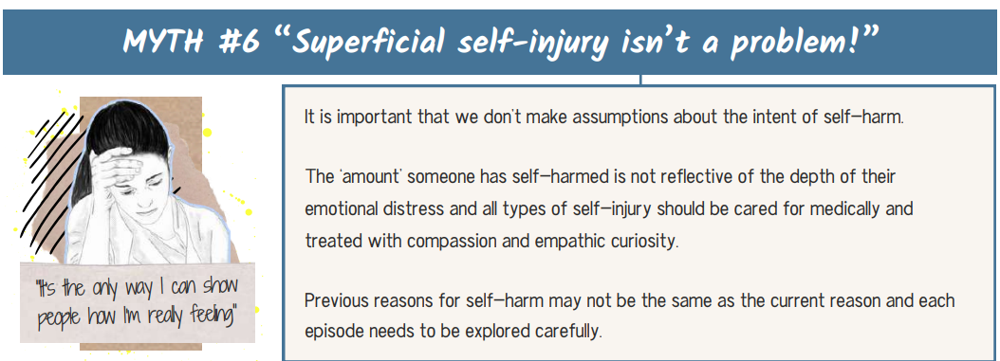 MYTH #6 “Superficial self-injury isn’t a problem!”
It is important that we don't make assumptions about the intent of self-harm.
The ‘amount’ someone has self-harmed is not reflective of the depth of their
emotional distress and all types of self-injury should be cared for medically and
treated with compassion and empathic curiosity.
Previous reasons for self-harm may not be the same as the current reason and each
episode needs to be explored carefully.
"It's the only way I can show
people how I'm really feeling"